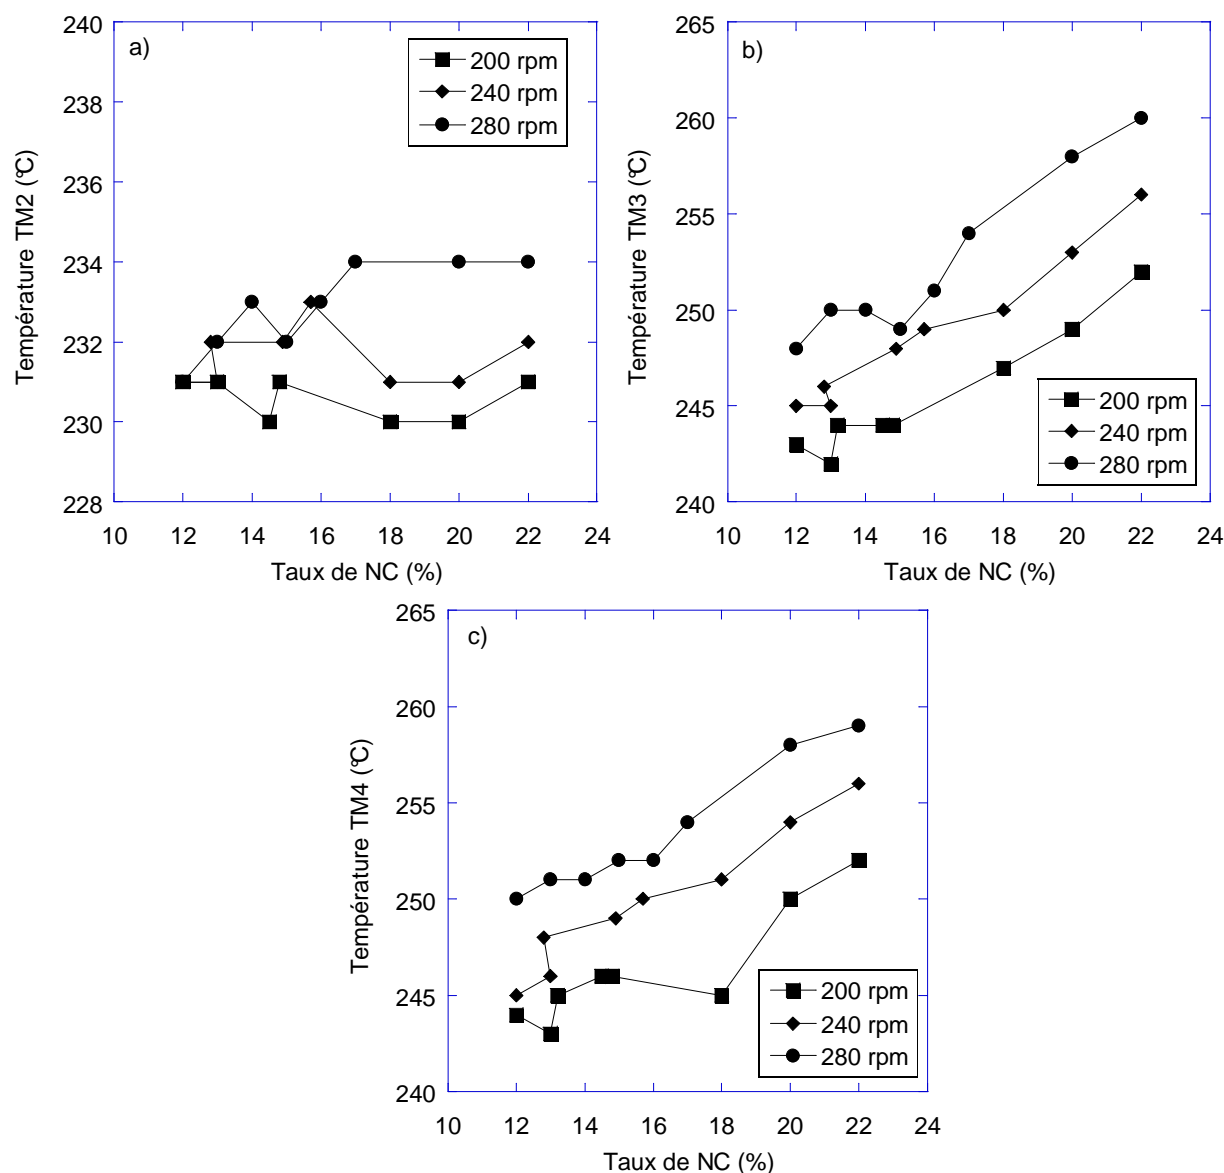 a)
200 rpm
240 rpm
280 rpm
240
238
236
234
232
230
228
10 12 14 16 18 20 22 24
Température TM2 (°C)
Taux de NC (%)
b)
200 rpm
240 rpm
280 rpm
265
260
255
250
245
240
10 12 14 16 18 20 22 24
Température TM3 (°C)
Taux de NC (%)
c)
200 rpm
240 rpm
280 rpm
265
260
255
250
245
240
10 12 14 16 18 20 22 24
Température TM4 (°C)
Taux de NC (%)